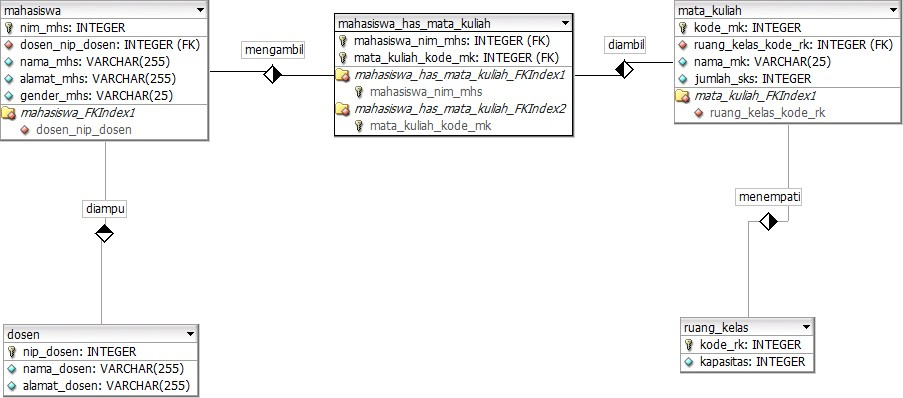 mahasiswa
nim_mhs: INTEGER
dosen_nip_dosen: INTEGER (FK)
nama_mhs: VARCHAR(255)
alamat_mhs: VARCHAR(255)
gender_mhs: VARCHAR(25)
mahasiswa_FKIndex1
dosen_nip_dosen
mengambil
mahasiswa_has_mata_kuliah
mahasiswa_nim_mhs: INTEGER (FK)
mata_kuliah_kode_mk: INTEGER (FK)
mahasiswa_has_mata_kuliah_FKIndex1
mahasiswa_nim_mhs
mahasiswa_has_mata_kuliah_FKIndex2
mata_kuliah_kode_mk
diambil
mata_kuliah
kode_mk: INTEGER
ruang_kelas_kode_rk: INTEGER (FK)
nama_mk: VARCHAR(25)
jumlah_sks: INTEGER
mata_kuliah_FKIndex1
ruang_kelas_kode_rk
diampu
menempati
dosen
nip_dosen: INTEGER
nama_dosen: VARCHAR(255)
alamat_dosen: VARCHAR(255)
ruang_kelas
kode_rk: INTEGER
kapasitas: INTEGER